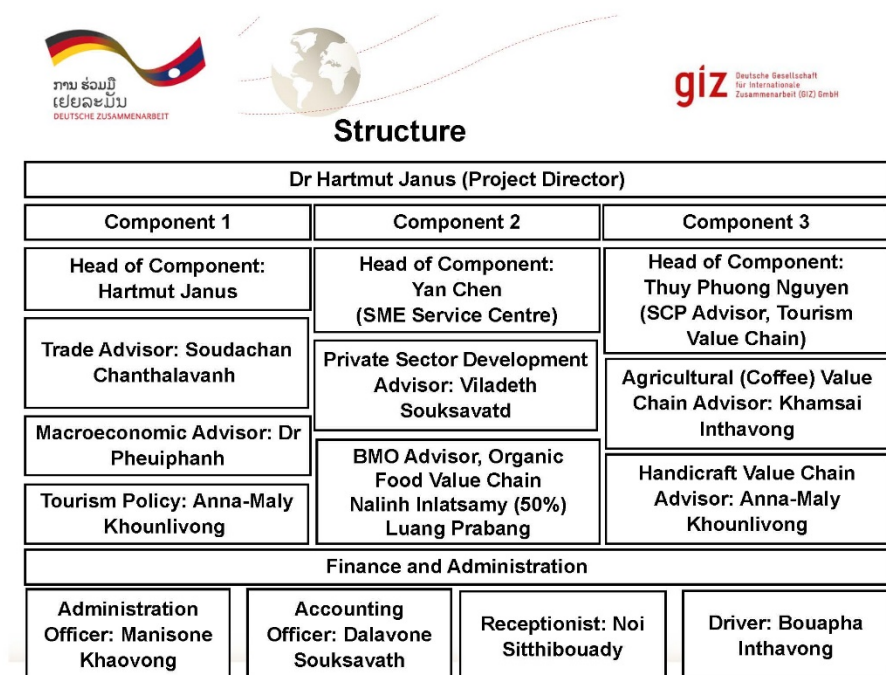 ການ ຮ່ວມມື
ເຢຍລະມັນ
DEUTSCHE ZUSAMMENARBEIT
giz Deutsche Gesellschaft
für Internationale
Zusammenarbeit (GIZ) GmbH
Structure
Dr Hartmut Janus (Project Director)
Component 1
Component 2
Component 3
Head of Component:
Hartmut Janus
Trade Advisor: Soudachan
Chanthalavanh
Macroeconomic Advisor: Dr
Pheuiphanh
Tourism Policy: Anna-Maly
Khounlivong
Head of Component:
Yan Chen
(SME Service Centre)
Private Sector Development
Advisor: Viladeth
Souksavatd
BMO Advisor, Organic
Food Value Chain
Nalinh Inlatsamy (50%)
Luang Prabang
Head of Component:
Thuy Phuong Nguyen
(SCP Advisor, Tourism
Value Chain)
Agricultural (Coffee) Value
Chain Advisor: Khamsai
Inthavong
Handicraft Value Chain
Advisor: Anna-Maly
Khounlivong
Finance and Administration
Administration
Officer: Manisone
Khaovong
Accounting
Officer: Dalavone
Souksavath
Receptionist: Noi
Sitthibouady
Driver: Bouapha
Inthavong